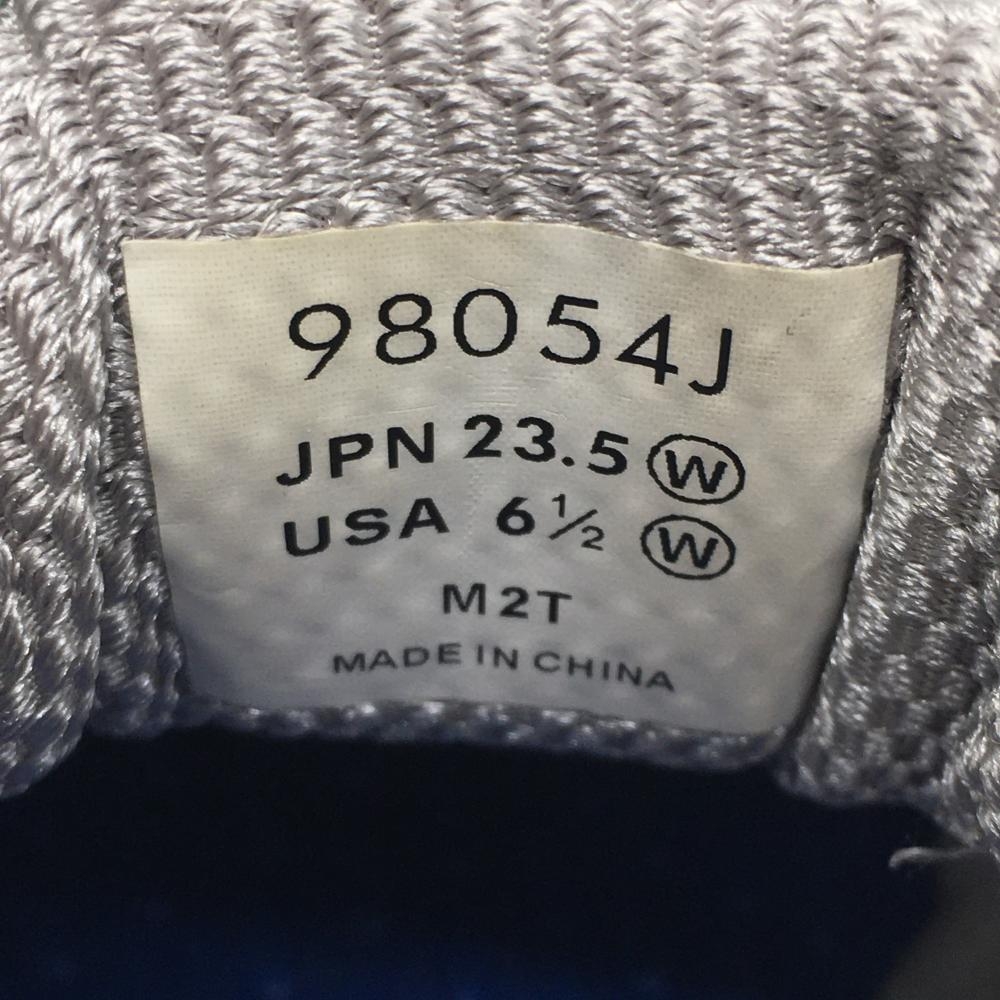 98054J
JPN 23.5 Ⓦ
USA 6½ Ⓦ
M2T
MADE IN CHINA